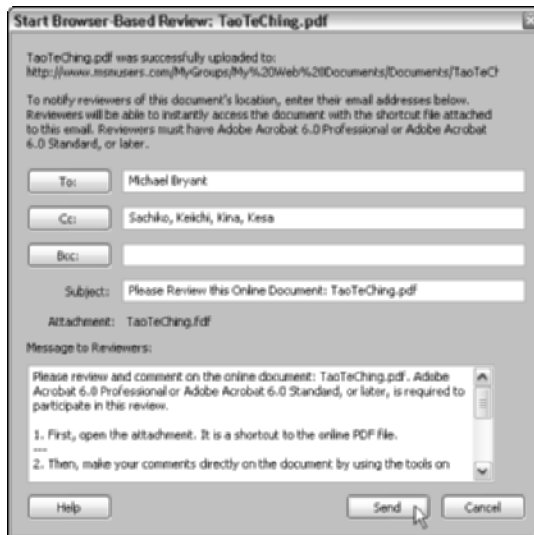 Start Browser-Based Review: TaoTeChing.pdf
TaoTeChing.pdf was successfully uploaded to:
http://www.msnusers.com/MyGroups/My%20Web%20Documents/Documents/TaoTeCh
To notify reviewers of this document's location, enter their email addresses below.
Reviewers will be able to instantly access the document with the shortcut file attached
to this email. Reviewers must have Adobe Acrobat 6.0 Professional or Adobe Acrobat
6.0 Standard, or later.
To: Michael Bryant
Cc: Sachiko, Keiichi, Kina, Kesa
Bcc:
Subject: Please Review this Online Document: TaoTeChing.pdf
Attachment: TaoTeChing.fdf
Message to Reviewers:
Please review and comment on the online document: TaoTeChing.pdf. Adobe
Acrobat 6.0 Professional or Adobe Acrobat 6.0 Standard, or later, is required to
participate in this review.
1. First, open the attachment. It is a shortcut to the online PDF file.
---
2. Then, make your comments directly on the document by using the tools on
Help Send Cancel